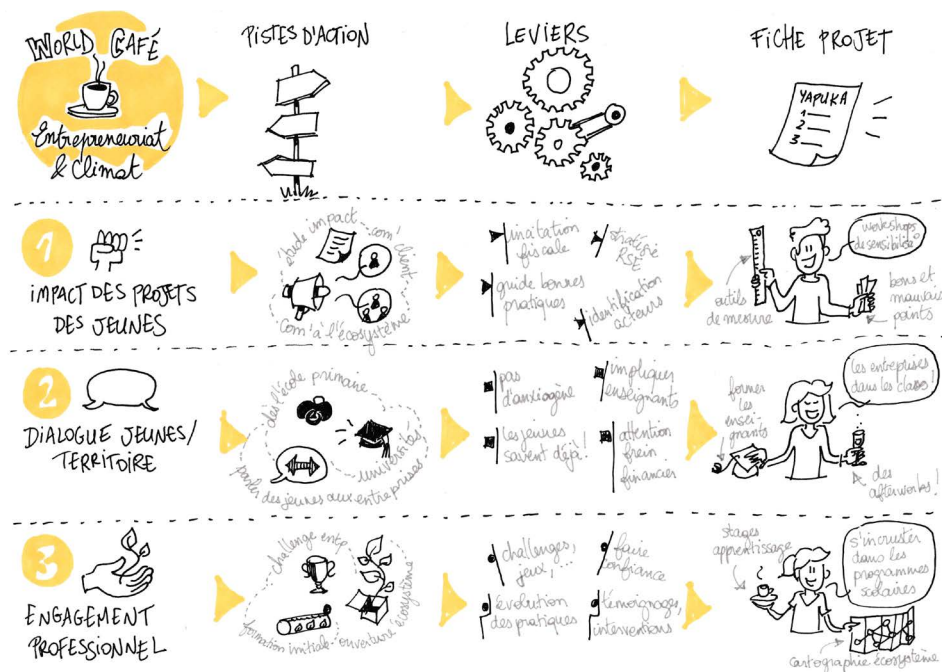 WORLD CAFÉ
Entrepreneuriat
& Climat
PISTES D'ACTION
LEVIERS
FICHE PROJET
YAPUKA
1
2
3
1
IMPACT DES PROJETS
DES JEUNES
étude impact
com' client
com' à l'écosystème
incitation
fiscale
stratégie
RSE
guide bonnes
pratiques
identification
acteurs
workshops
de sensibilité
outils
de mesure
bons et
mauvais
points
2
DIALOGUE JEUNES/
TERRITOIRE
dès l'école primaire
université
parler des jeunes aux entreprises
pas
d'anxiogène
impliquer
enseignants
les jeunes
savent déjà!
attention
frein
financier
former
les
ensei-
gnants
les entreprises
dans les classes!
des
afterworks!
3
ENGAGEMENT
PROFESSIONNEL
challenge entp
formation initiale
ouverture écosystème
challenges,
jeux,...
faire
confiance
évolution
des pratiques
témoignages,
interventions
stages
apprentissage
s'incruster
dans les
programmes
scolaires
cartographie écosystème